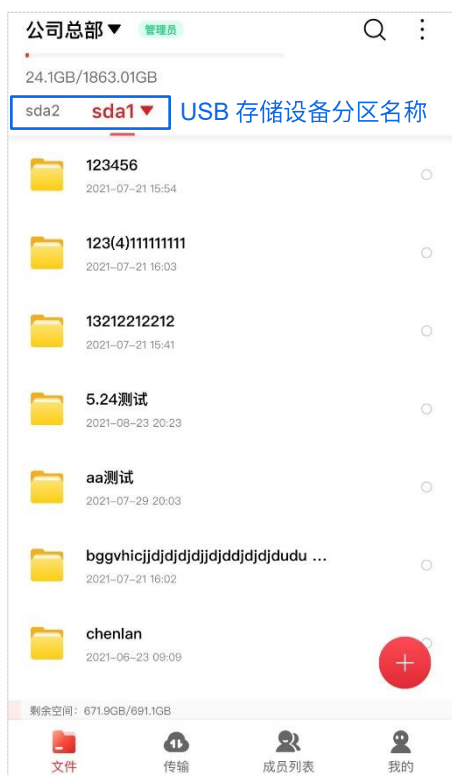 公司总部▼ 管理员
24.1GB/1863.01GB
sda2 sda1▼ USB 存储设备分区名称
123456
2021-07-21 15:54
123(4)111111111
2021-07-21 16:03
13212212212
2021-07-21 15:41
5.24测试
2021-08-23 20:23
aa测试
2021-07-29 20:03
bggvhicjjdjdjdjdjjdjddjdjdjdudu ...
2021-07-21 16:02
chenlan
2021-06-23 09:09
剩余空间：671.9GB/691.1GB
文件 传输 成员列表 我的